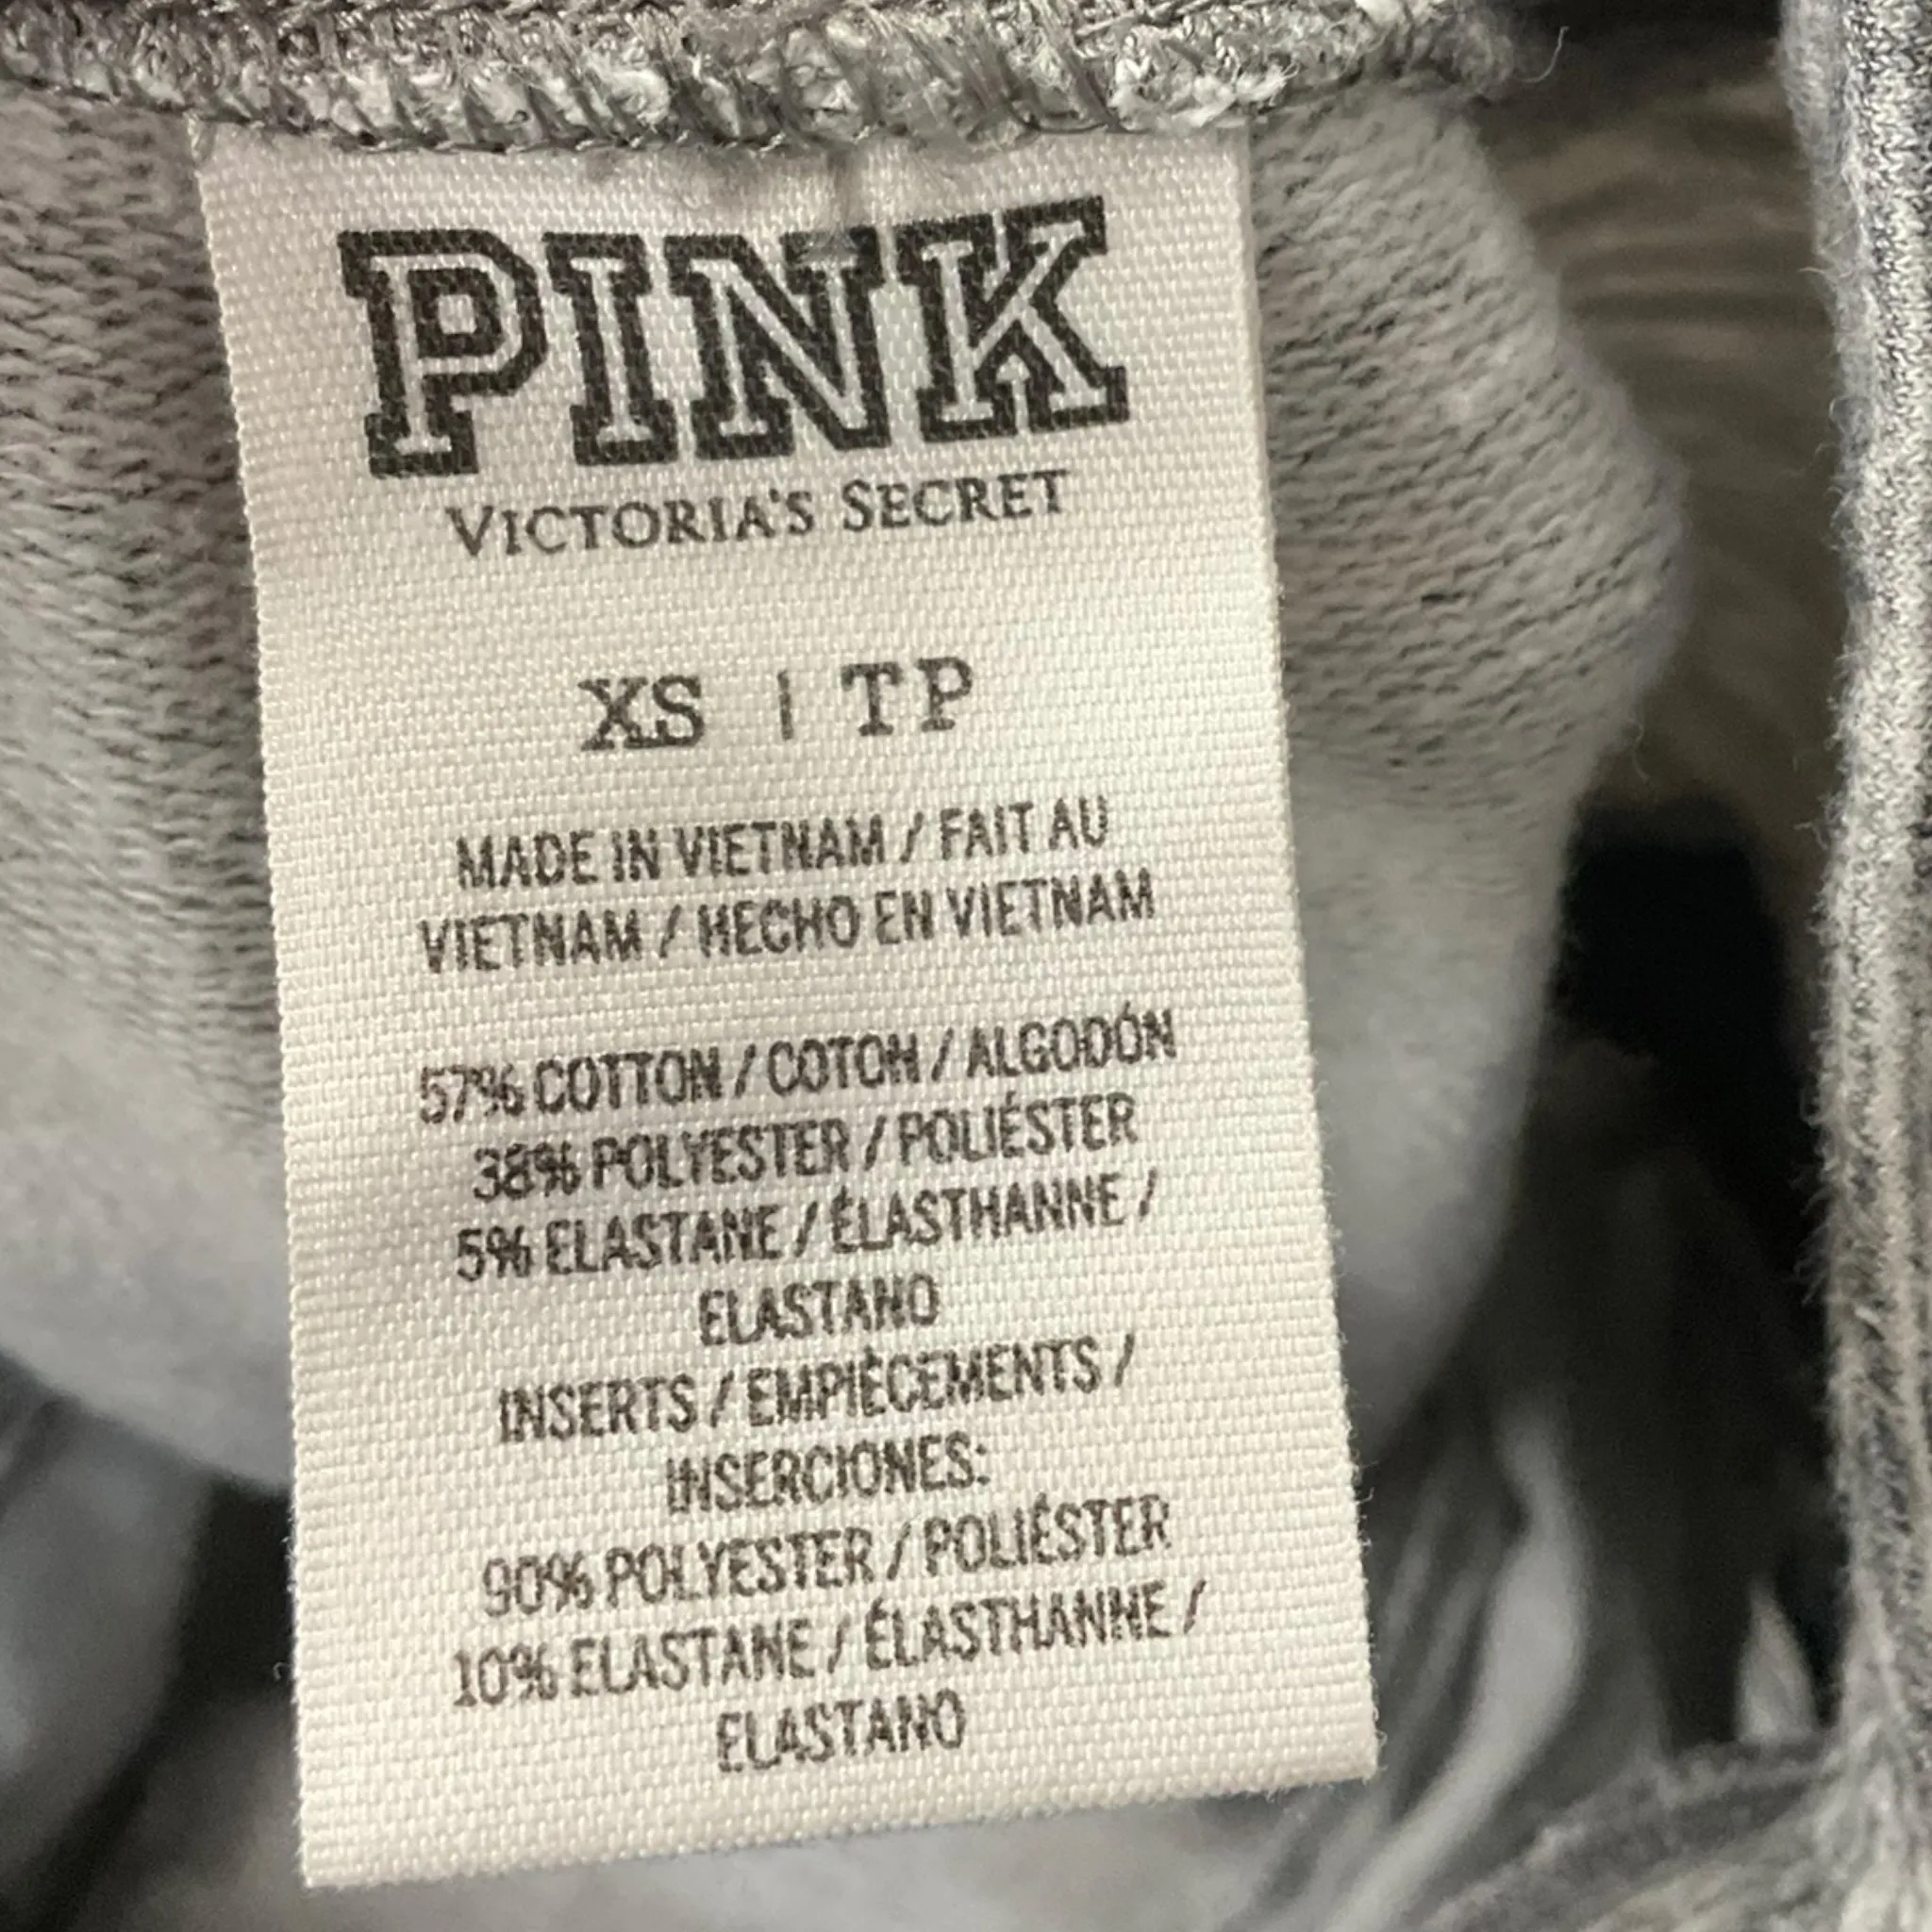 PINK
VICTORIA'S SECRET
XS | TP
MADE IN VIETNAM / FAIT AU
VIETNAM / HECHO EN VIETNAM
57% COTTON / COTON / ALGODÓN
38% POLYESTER / POLIÉSTER
5% ELASTANE / ÉLASTHANNE /
ELASTANO
INSERTS / EMPIÈCEMENTS /
INSERCIONES:
90% POLYESTER / POLIÉSTER
10% ELASTANE / ÉLASTHANNE /
ELASTANO